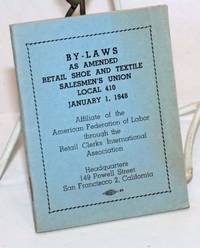 BY-LAWS
AS AMENDED
RETAIL SHOE AND TEXTILE
SALESMEN'S UNION
LOCAL 410
JANUARY 1, 1948
Affiliate of the
American Federation of Labor
through the
Retail Clerks International
Association
Headquarters
149 Powell Street
San Francisco 2, California